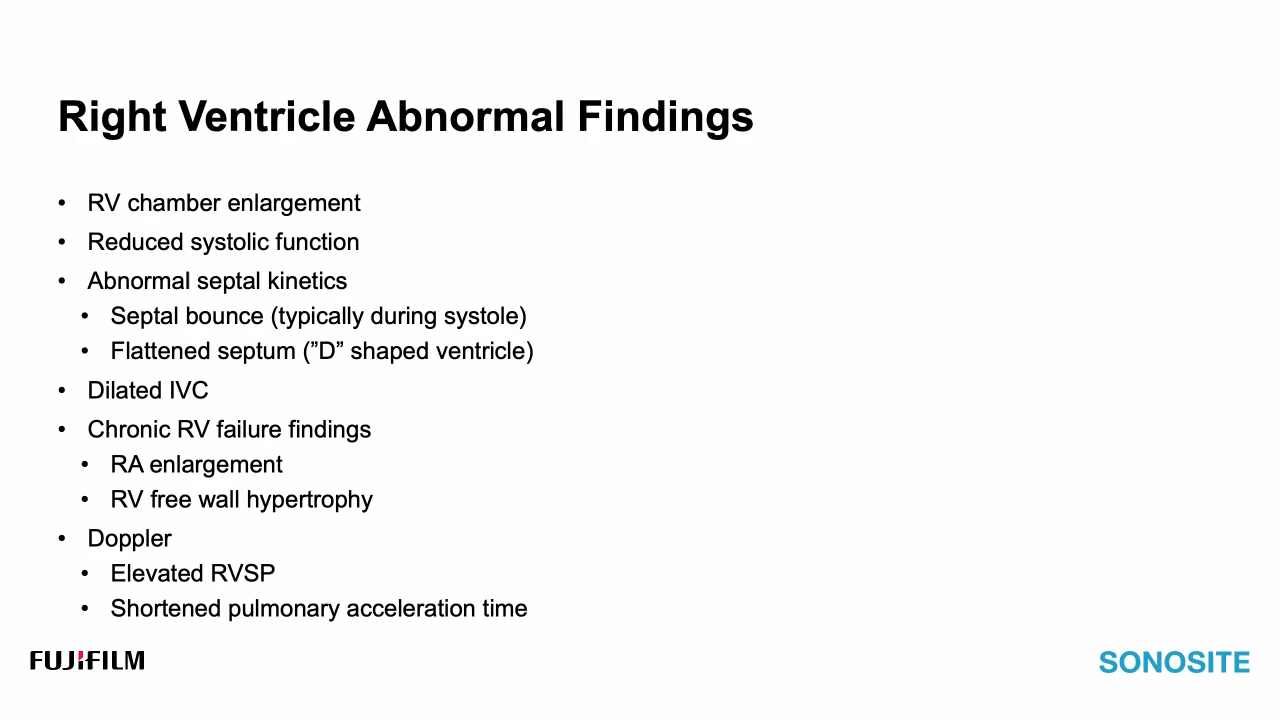 Right Ventricle Abnormal Findings
• RV chamber enlargement
• Reduced systolic function
• Abnormal septal kinetics
• Septal bounce (typically during systole)
• Flattened septum (”D” shaped ventricle)
• Dilated IVC
• Chronic RV failure findings
• RA enlargement
• RV free wall hypertrophy
• Doppler
• Elevated RVSP
• Shortened pulmonary acceleration time
FUJIFILM
SONOSITE